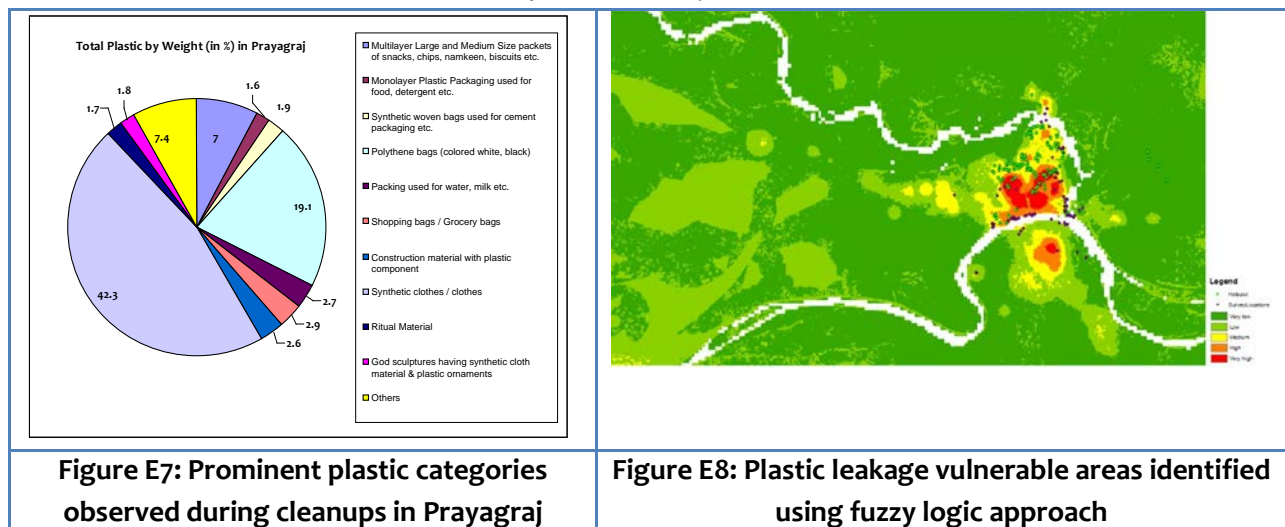 Total Plastic by Weight (in %) in Prayagraj
1.8
1.7
7.4
7
1.6
1.9
19.1
42.3
2.7
2.9
2.6
Multilayer Large and Medium Size packets
of snacks, chips, namkeen, biscuits etc.
Monolayer Plastic Packaging used for
food, detergent etc.
Synthetic woven bags used for cement
packaging etc.
Polythene bags (colored white, black)
Packing used for water, milk etc.
Shopping bags / Grocery bags
Construction material with plastic
component
Synthetic clothes / clothes
Ritual Material
God sculptures having synthetic cloth
material & plastic ornaments
Others
Legend
Very low
Low
Medium
High
Very high
Figure E7: Prominent plastic categories
observed during cleanups in Prayagraj
Figure E8: Plastic leakage vulnerable areas identified
using fuzzy logic approach